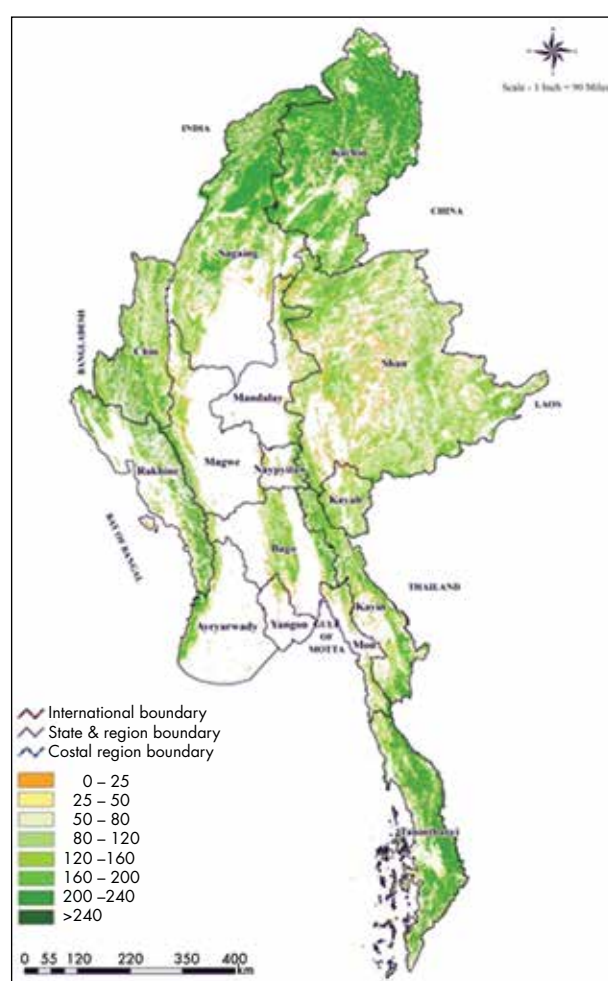 Scale - 1 Inch = 90 Miles
INDIA
Kachin
CHINA
Sagaing
BANGLADESH
Chin
Shan
Mandalay
LAOS
Magwe
Naypyitaw
Rakhine
Kayah
BAY OF BANGAL
Bago
THAILAND
Kayin
Ayeyarwady
Yangon
GULF
OF
MOTTA
Mon
Tanintharyi
International boundary
State & region boundary
Costal region boundary
0 – 25
25 – 50
50 – 80
80 – 120
120 –160
160 – 200
200 –240
>240
0 55 120 220 350 400
km